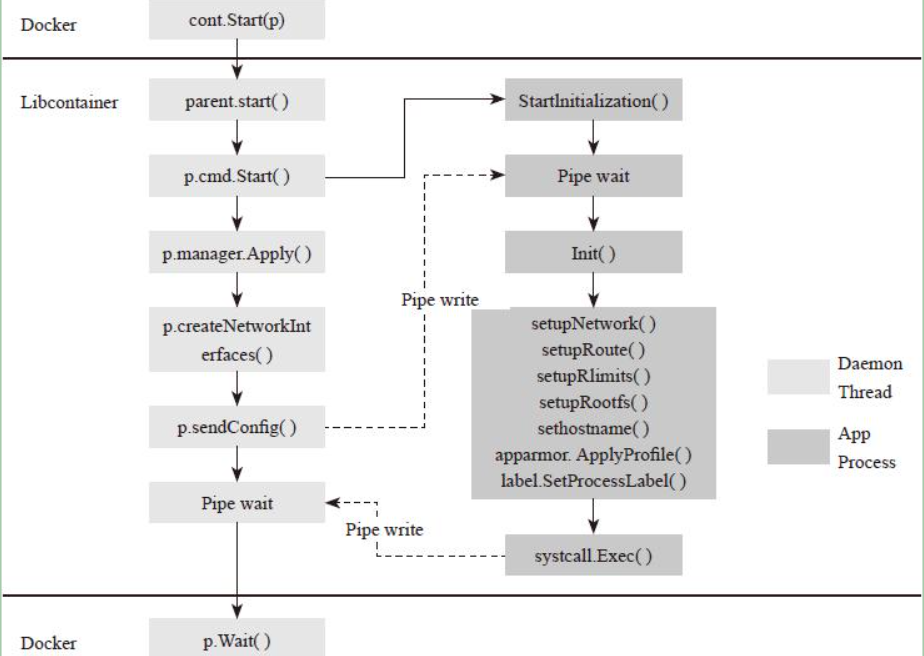 Docker
cont.Start(p)
Libcontainer
parent.start( )
StartInitialization( )
p.cmd.Start( )
Pipe wait
p.manager.Apply( )
Init( )
Pipe write
p.createNetworkInt
erfaces( )
setupNetwork( )
setupRoute( )
setupRlimits( )
setupRootfs( )
sethostname( )
apparmor. ApplyProfile( )
label.SetProcessLabel( )
Daemon
Thread
App
Process
p.sendConfig( )
Pipe wait
Pipe write
systcall.Exec( )
Docker
p.Wait( )